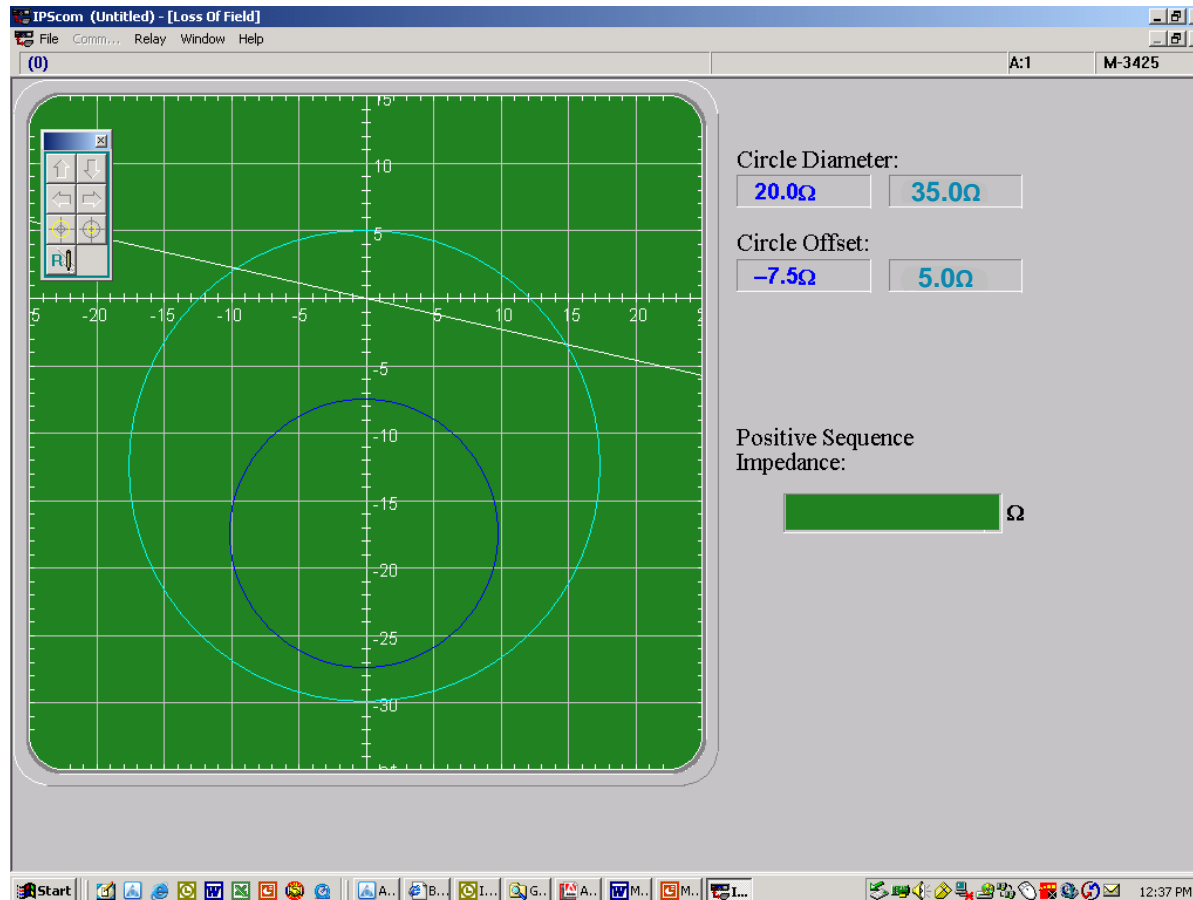 IPScom (Untitled) - [Loss Of Field]
File Comm... Relay Window Help
(0) A:1 M-3425
15
10
5
-20 -15 -10 -5 5 10 15 20
-5
-10
-15
-20
-25
-30
R
Circle Diameter:
20.0Ω 35.0Ω
Circle Offset:
–7.5Ω 5.0Ω
Positive Sequence
Impedance:
Ω
Start A.. B... I... G.. A.. M.. M.. I... 12:37 PM